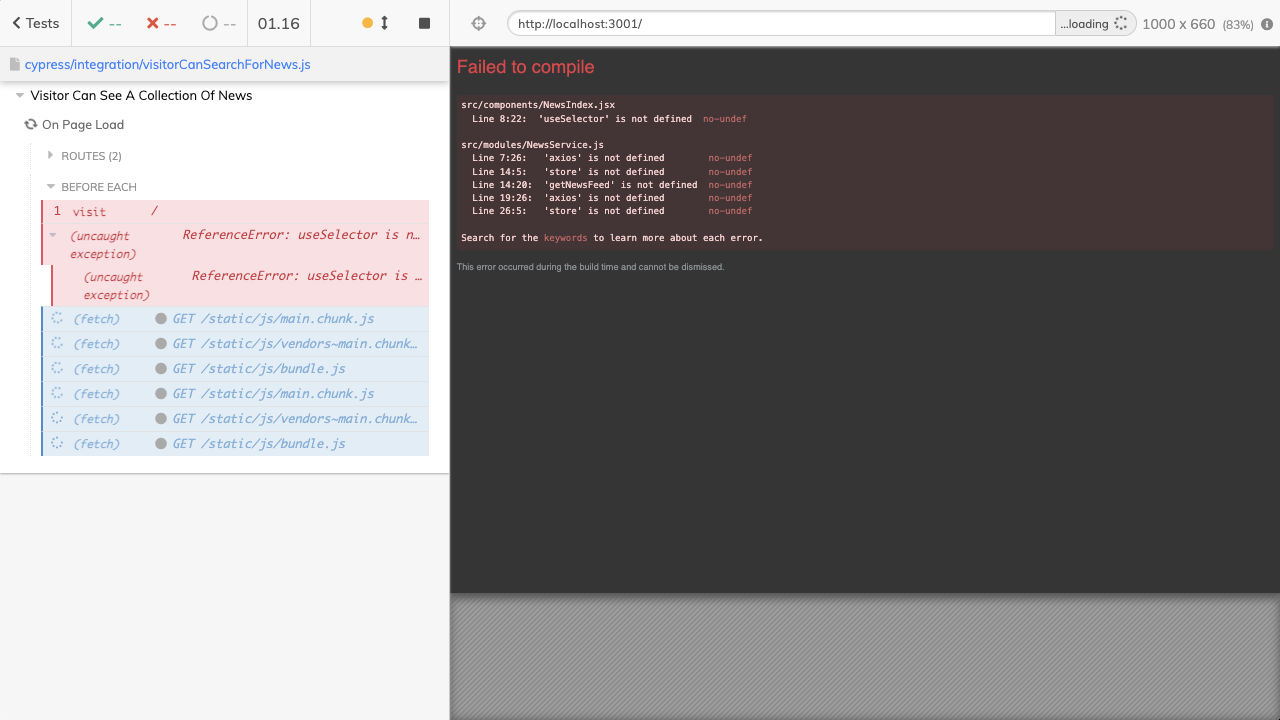 Tests
--
--
--
01.16
http://localhost:3001/
...loading
1000 x 660 (83%)
cypress/integration/visitorCanSearchForNews.js
Visitor Can See A Collection Of News
On Page Load
ROUTES (2)
BEFORE EACH
1 visit /
(uncaught exception) ReferenceError: useSelector is n…
(uncaught exception) ReferenceError: useSelector is …
(fetch) GET /static/js/main.chunk.js
(fetch) GET /static/js/vendors~main.chunk…
(fetch) GET /static/js/bundle.js
(fetch) GET /static/js/main.chunk.js
(fetch) GET /static/js/vendors~main.chunk…
(fetch) GET /static/js/bundle.js
Failed to compile
src/components/NewsIndex.jsx
Line 8:22: 'useSelector' is not defined no-undef
src/modules/NewsService.js
Line 7:26: 'axios' is not defined no-undef
Line 14:5: 'store' is not defined no-undef
Line 14:20: 'getNewsFeed' is not defined no-undef
Line 19:26: 'axios' is not defined no-undef
Line 26:5: 'store' is not defined no-undef
Search for the keywords to learn more about each error.
This error occurred during the build time and cannot be dismissed.